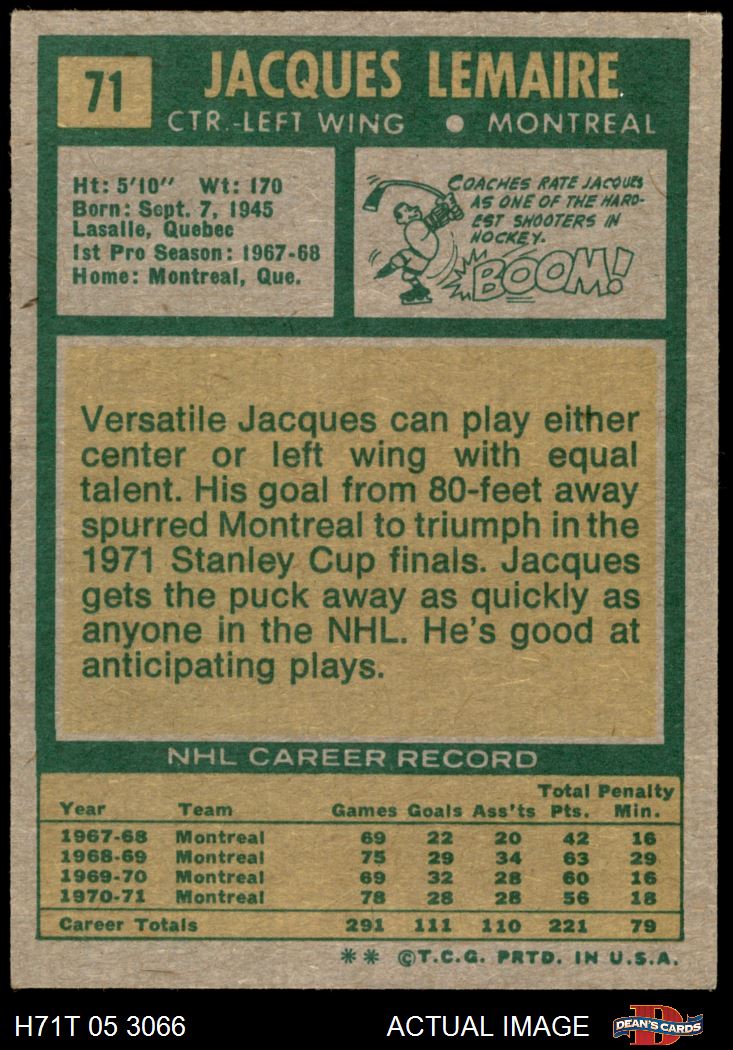 71
JACQUES LEMAIRE
CTR.-LEFT WING ● MONTREAL
Ht: 5'10" Wt: 170
Born: Sept. 7, 1945
Lasalle, Quebec
1st Pro Season: 1967-68
Home: Montreal, Que.
COACHES RATE JACQUES
AS ONE OF THE HARD-
EST SHOOTERS IN
HOCKEY.
BOOM!
Versatile Jacques can play either
center or left wing with equal
talent. His goal from 80-feet away
spurred Montreal to triumph in the
1971 Stanley Cup finals. Jacques
gets the puck away as quickly as
anyone in the NHL. He's good at
anticipating plays.
NHL CAREER RECORD
Total Penalty
Year Team Games Goals Ass'ts Pts. Min.
1967-68 Montreal 69 22 20 42 16
1968-69 Montreal 75 29 34 63 29
1969-70 Montreal 69 32 28 60 16
1970-71 Montreal 78 28 28 56 18
Career Totals 291 111 110 221 79
** ©T.C.G. PRTD. IN U.S.A.
H71T 05 3066 ACTUAL IMAGE DEAN'S CARDS